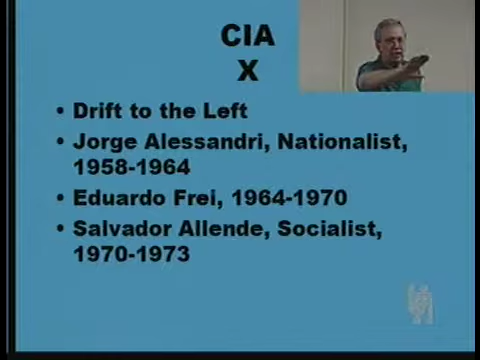 CIA
X
• Drift to the Left
• Jorge Alessandri, Nationalist,
1958-1964
• Eduardo Frei, 1964-1970
• Salvador Allende, Socialist,
1970-1973